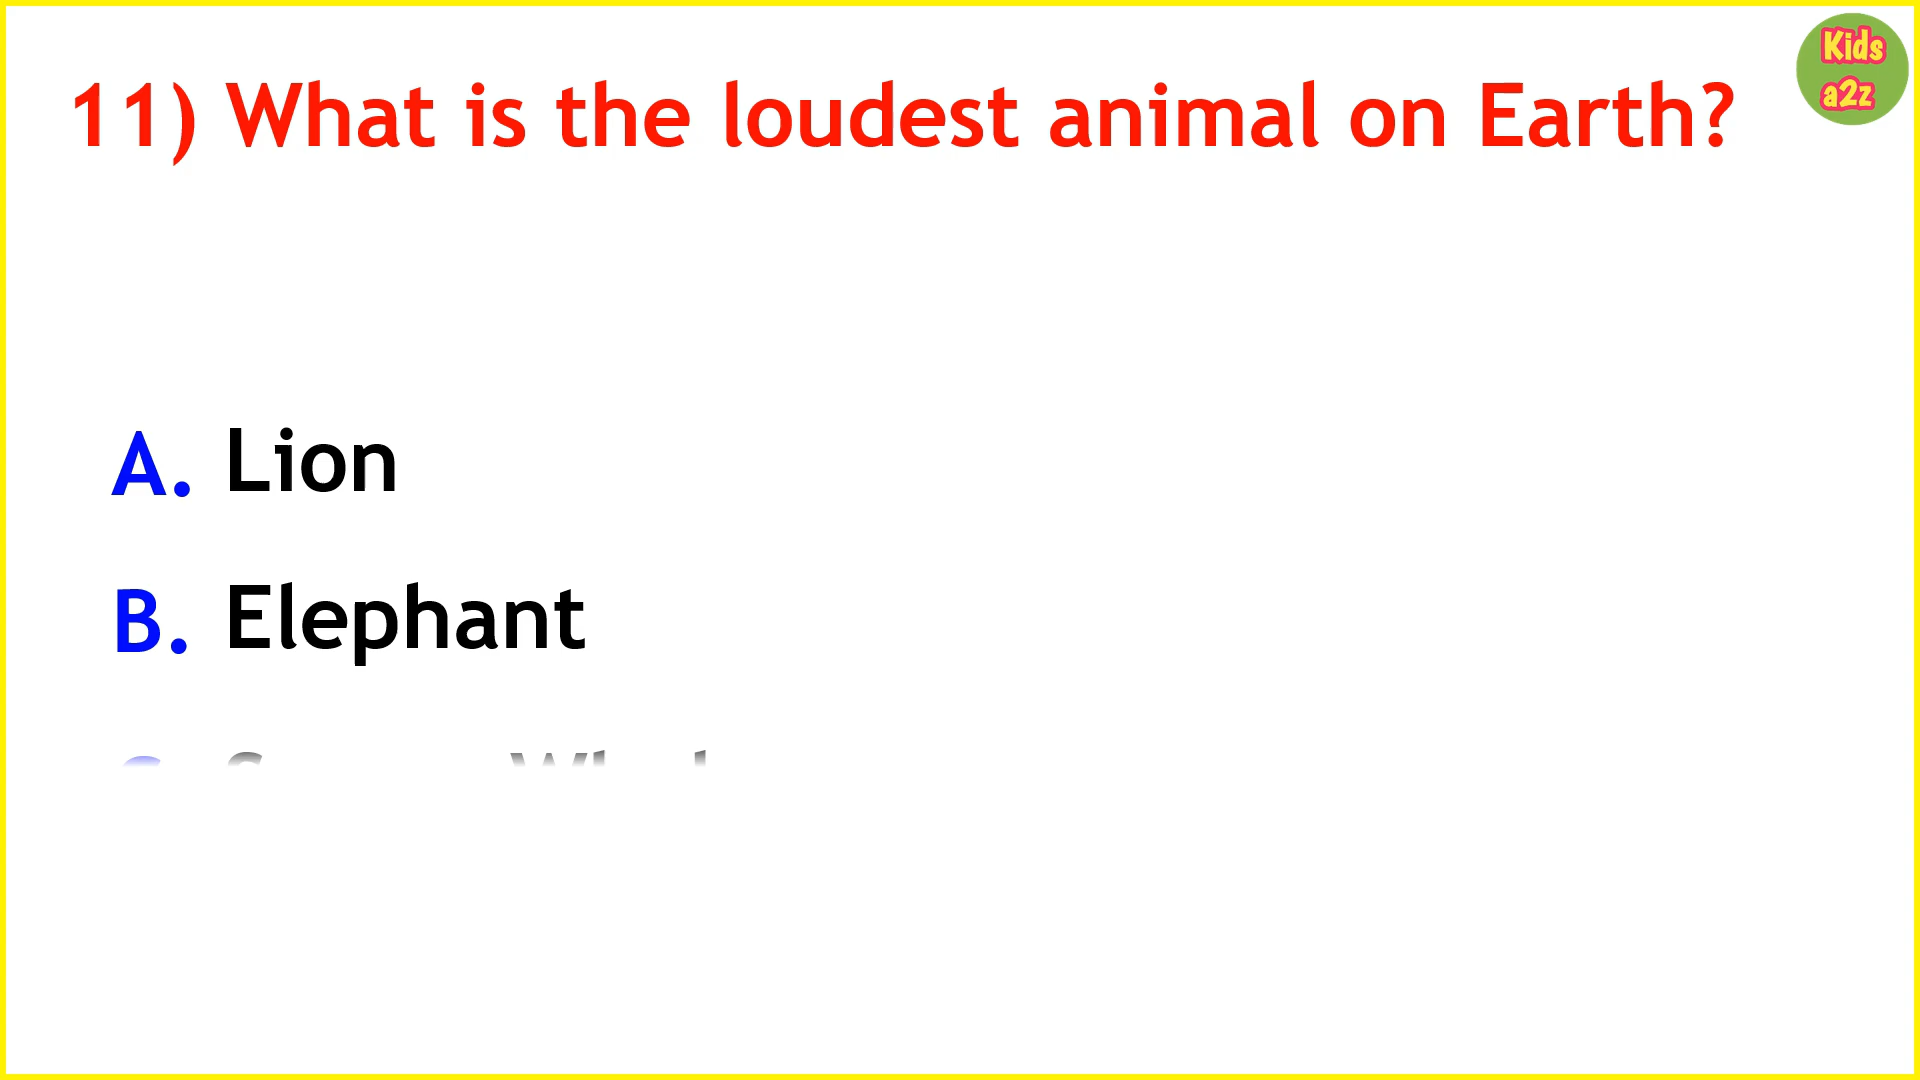 Kids
a2z
11) What is the loudest animal on Earth?
A. Lion
B. Elephant